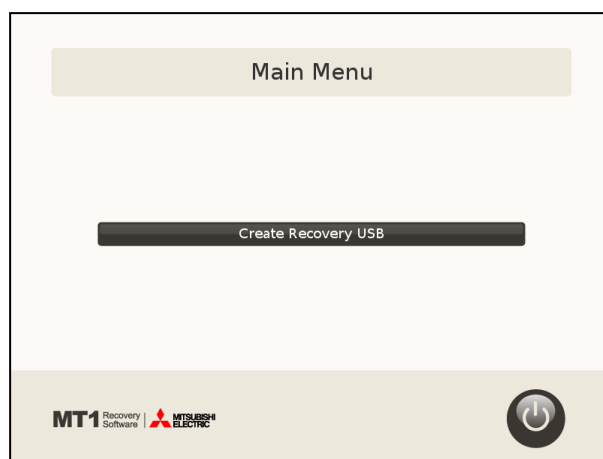 Main Menu
Create Recovery USB
MT1 Recovery Software
MITSUBISHI ELECTRIC